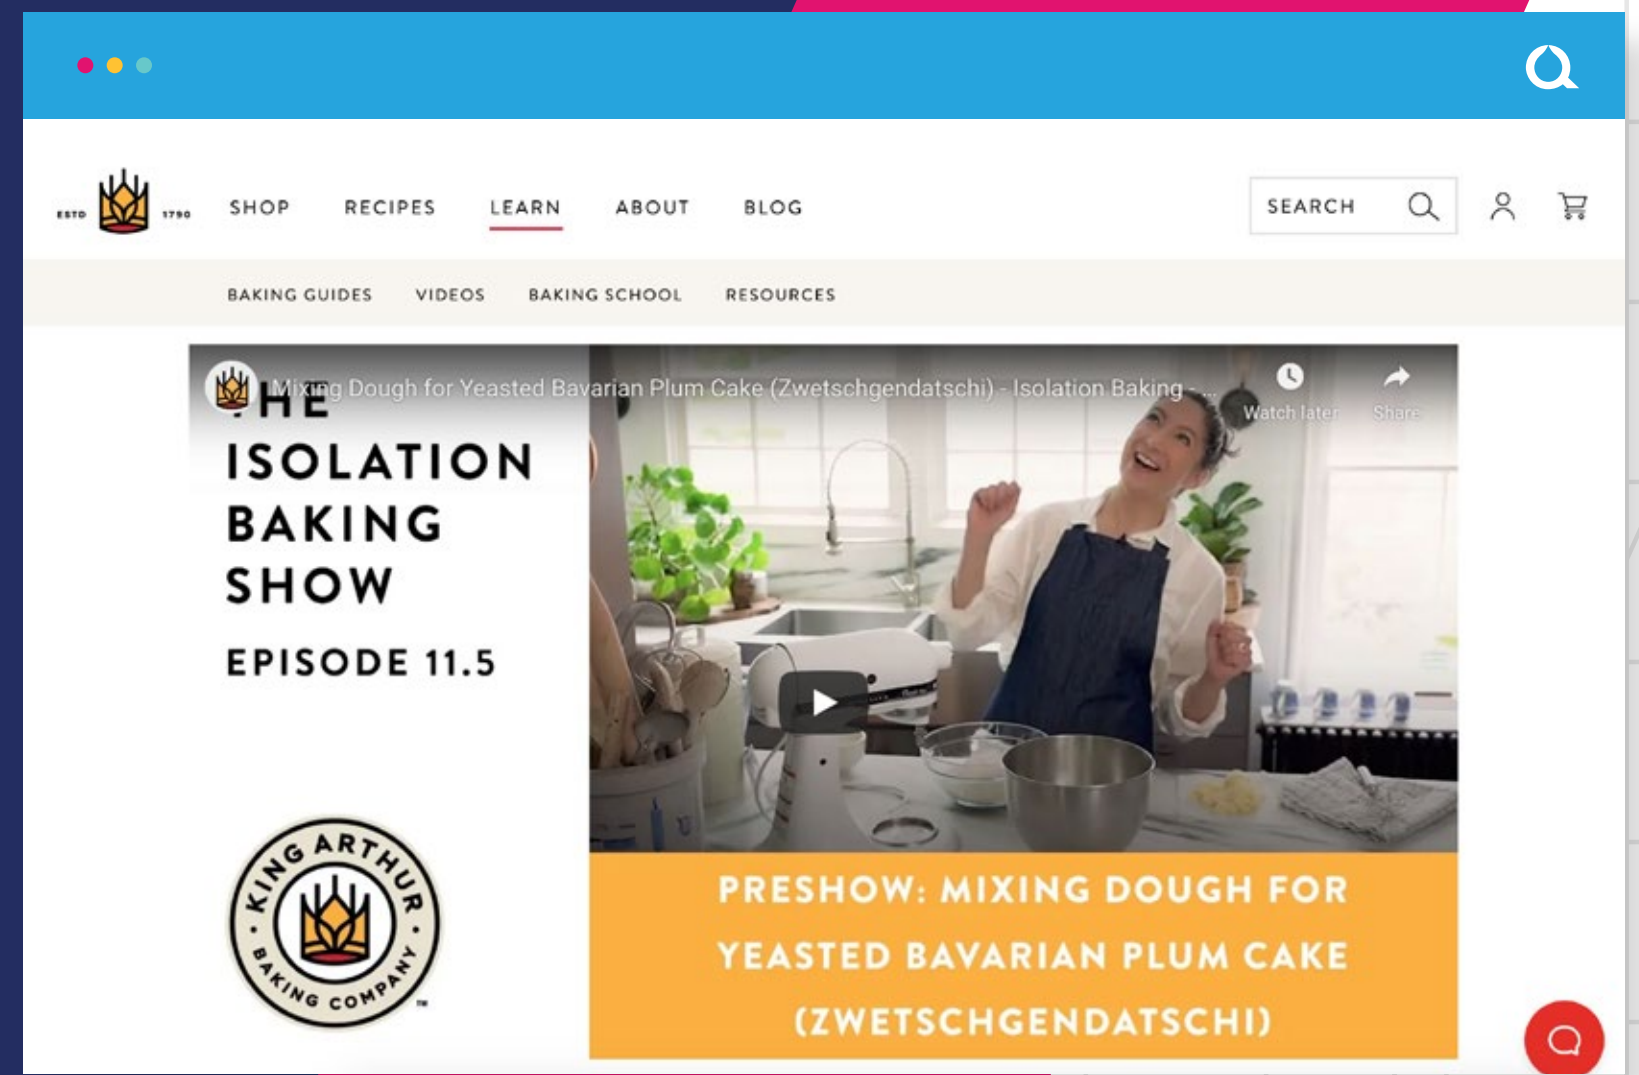 ESTD 1790
SHOP RECIPES LEARN ABOUT BLOG
SEARCH
BAKING GUIDES VIDEOS BAKING SCHOOL RESOURCES
Mixing Dough for Yeasted Bavarian Plum Cake (Zwetschgendatschi) - Isolation Baking - ...
Watch later Share
THE
ISOLATION
BAKING
SHOW
EPISODE 11.5
KING ARTHUR
BAKING COMPANY
TM
PRESHOW: MIXING DOUGH FOR
YEASTED BAVARIAN PLUM CAKE
(ZWETSCHGENDATSCHI)